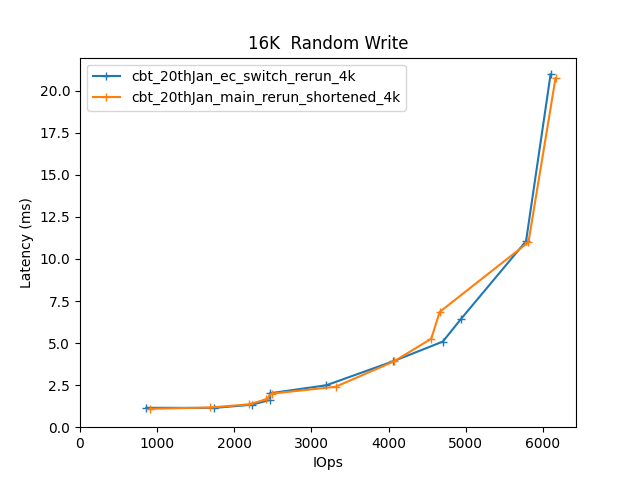 16K  Random Write
cbt_20thJan_ec_switch_rerun_4k
cbt_20thJan_main_rerun_shortened_4k
Latency (ms)
20.0
17.5
15.0
12.5
10.0
7.5
5.0
2.5
0.0
0 1000 2000 3000 4000 5000 6000
IOps